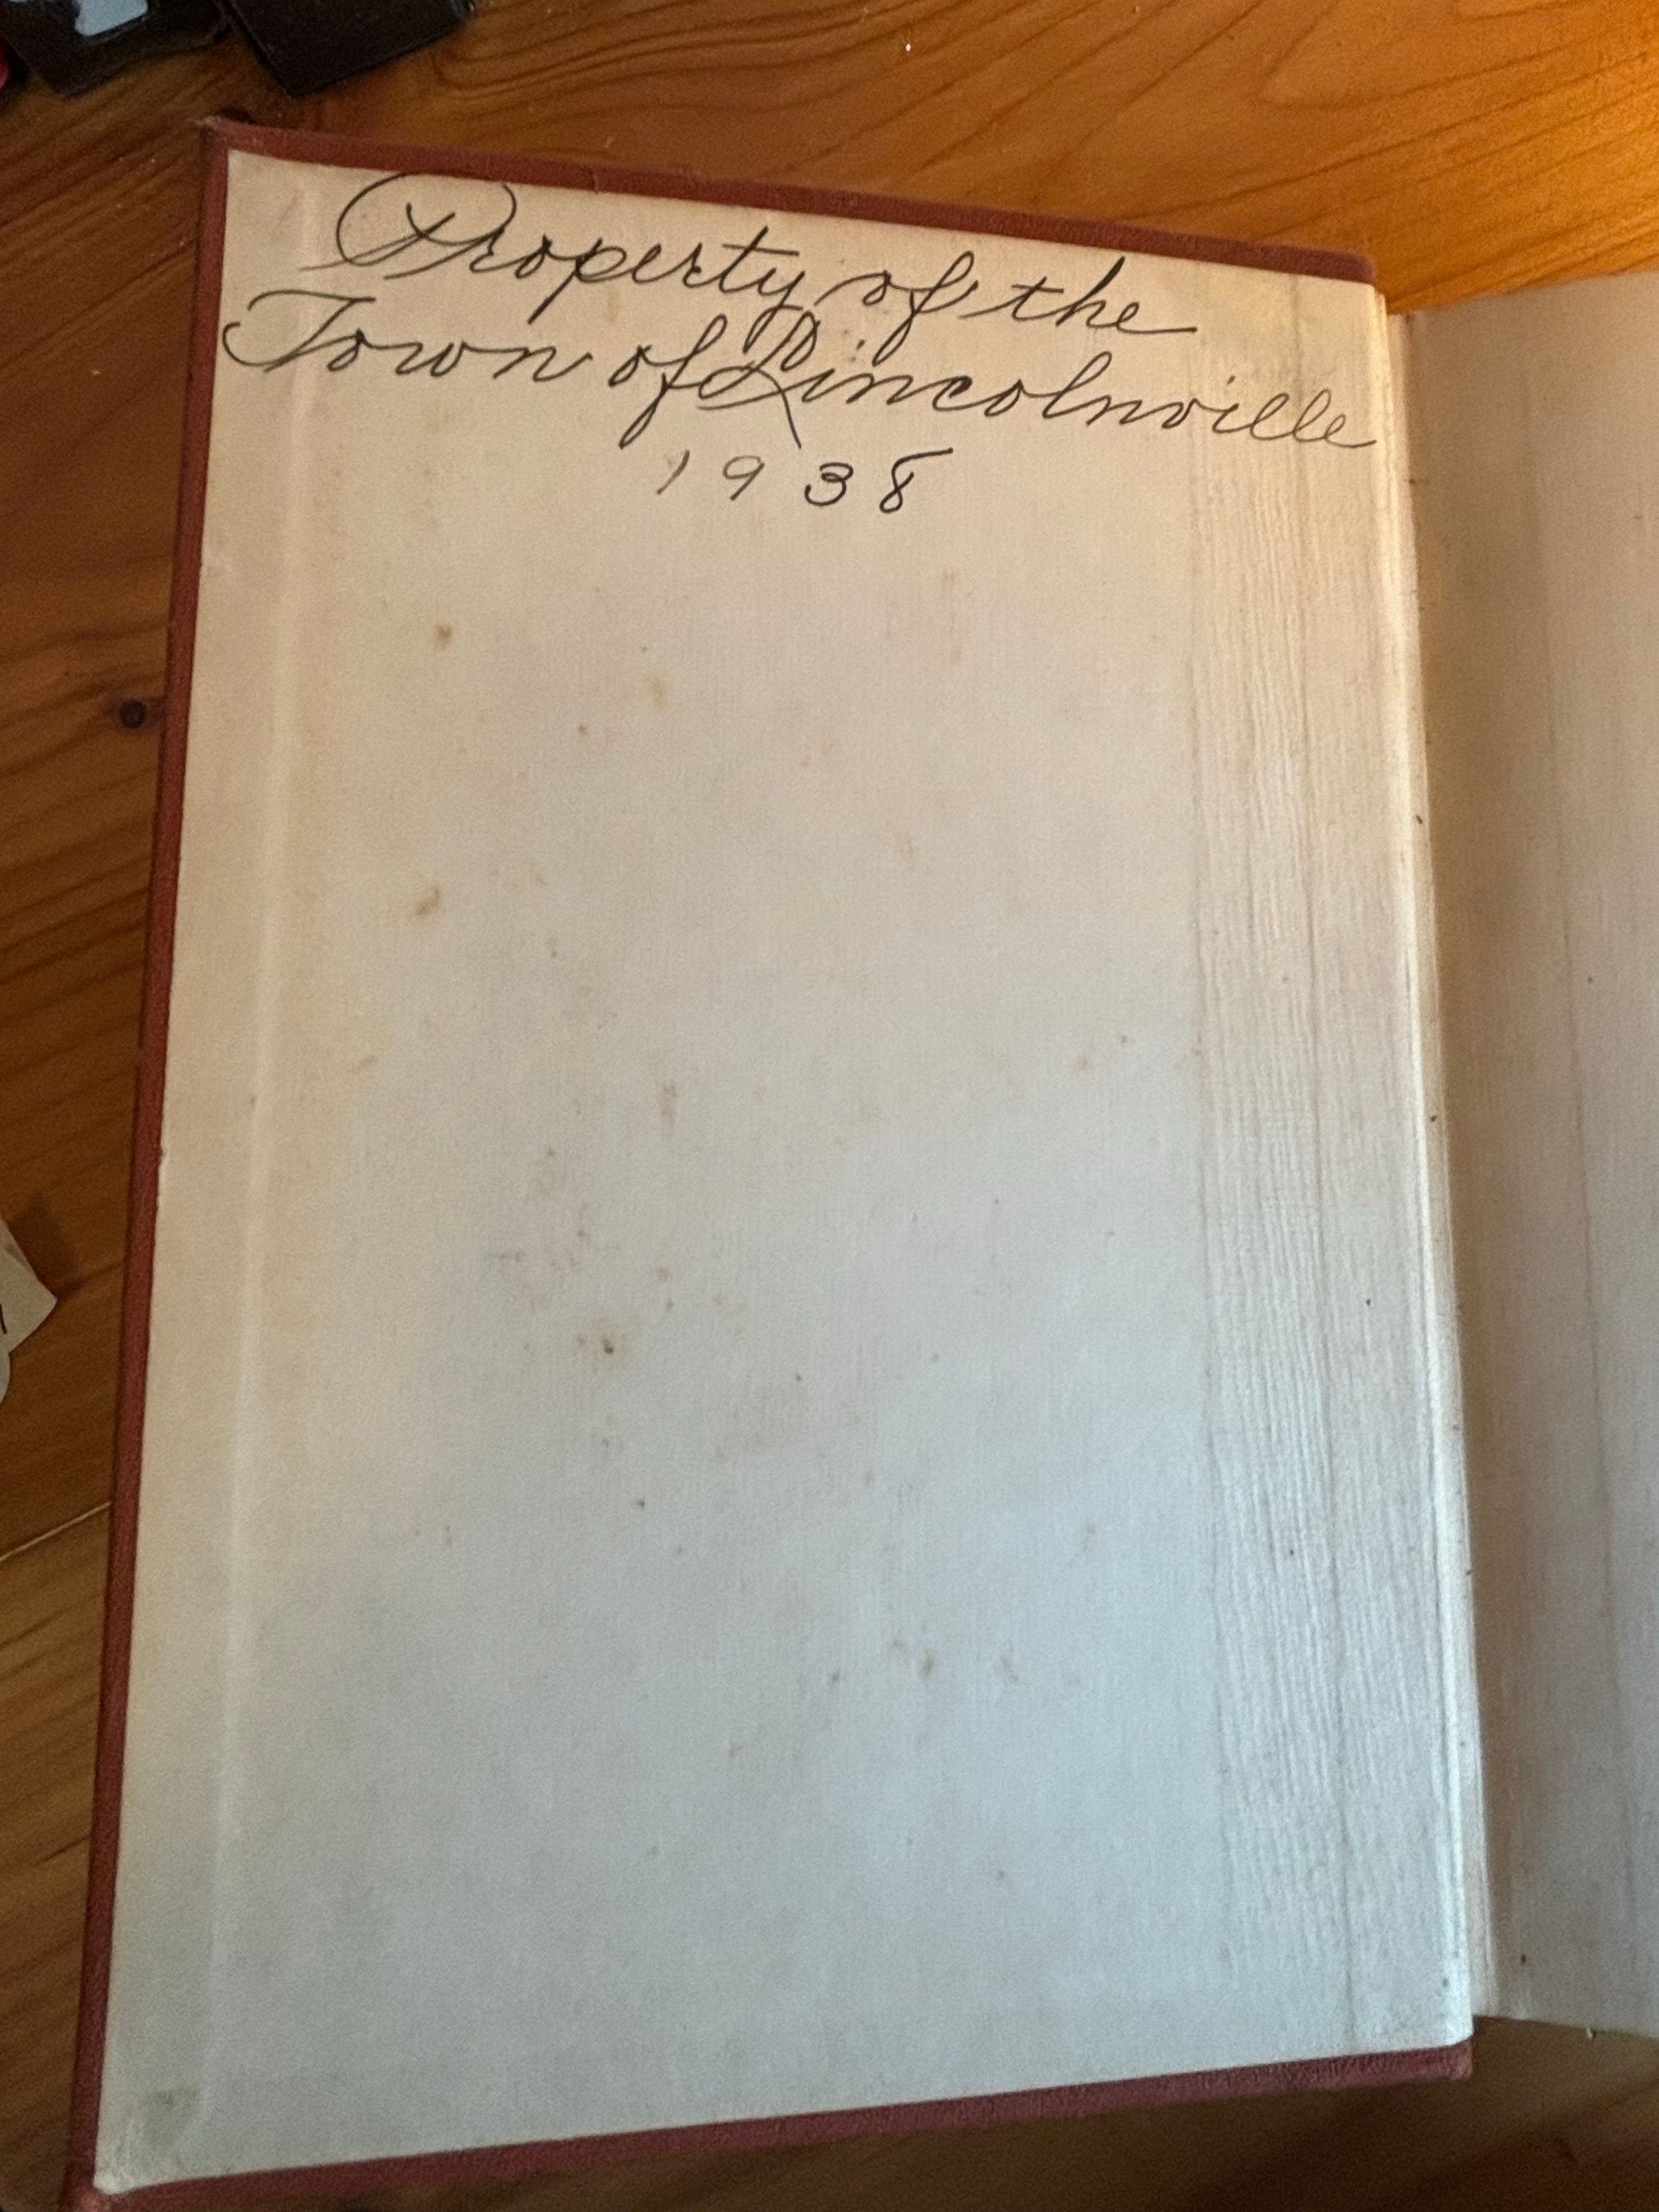 Property of the
Town of Lincolnville
1938